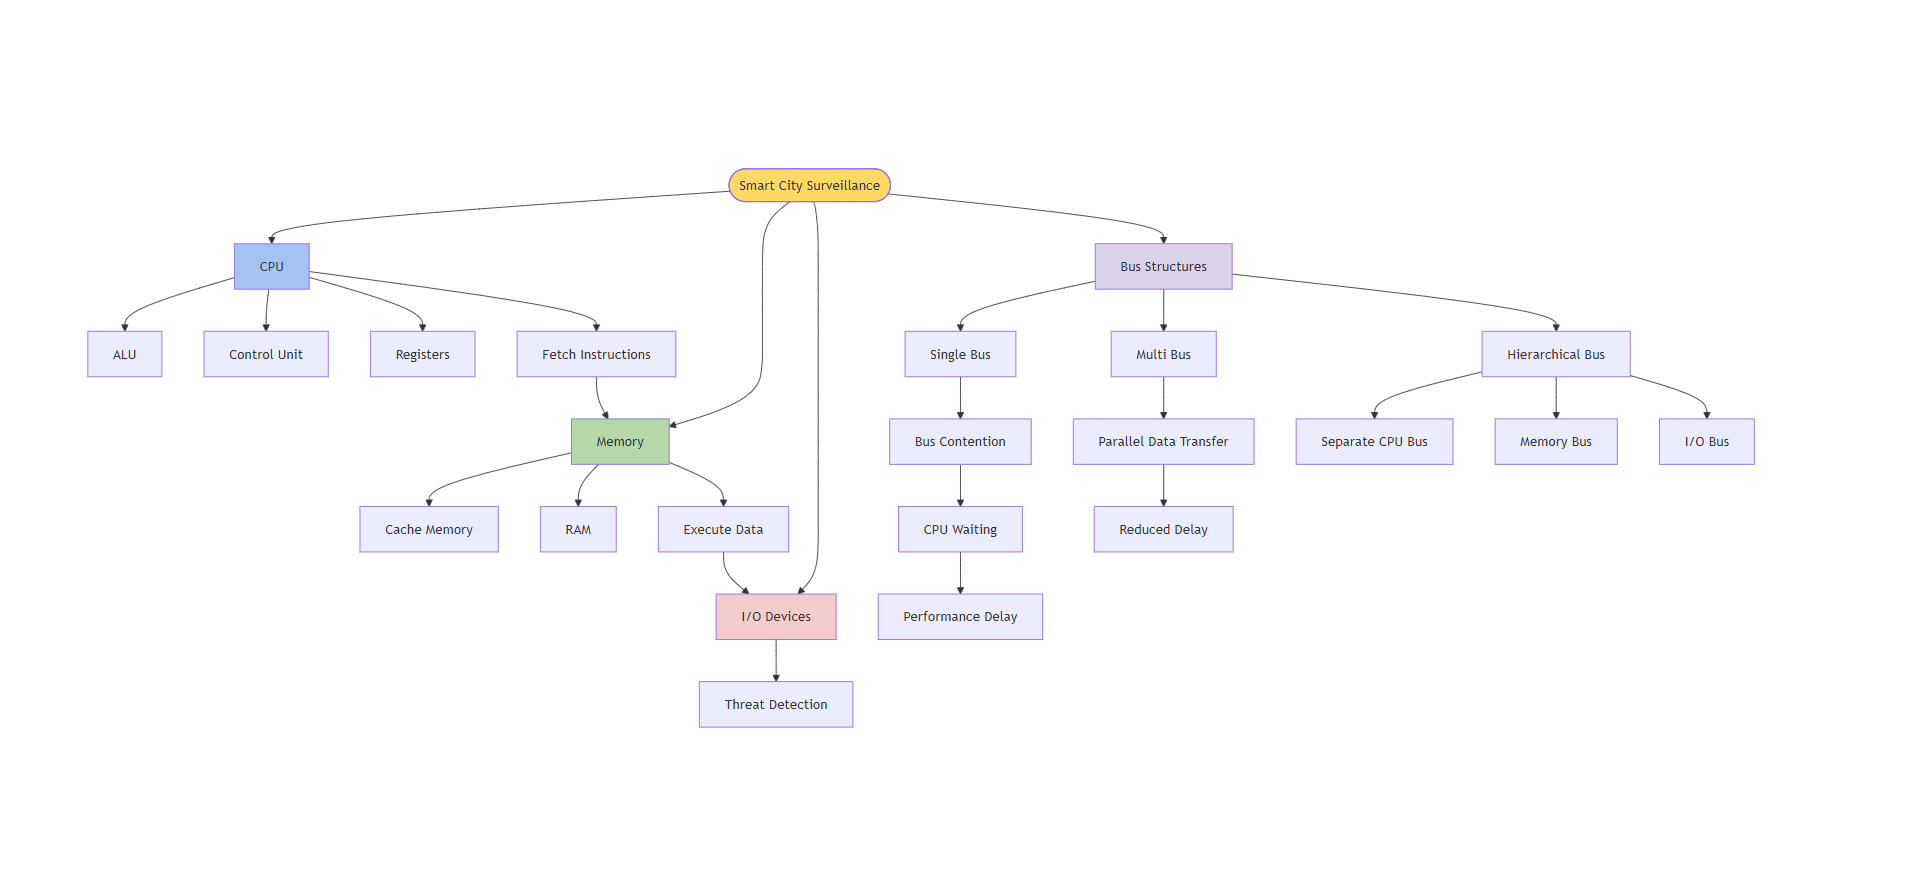 Smart City Surveillance
CPU
Bus Structures
ALU
Control Unit
Registers
Fetch Instructions
Single Bus
Multi Bus
Hierarchical Bus
Memory
Bus Contention
Parallel Data Transfer
Separate CPU Bus
Memory Bus
I/O Bus
Cache Memory
RAM
Execute Data
CPU Waiting
Reduced Delay
I/O Devices
Performance Delay
Threat Detection